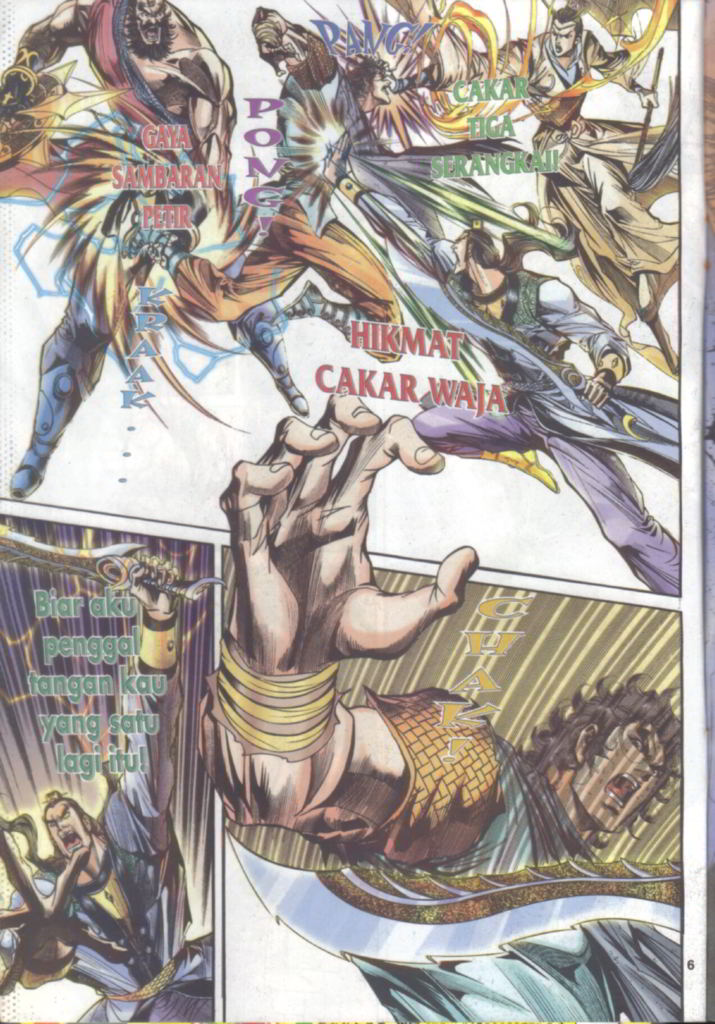 PANG!
CAKAR
TIGA
SERANGKAI!
PONG!
GAYA
SAMBARAN
PETIR
KRAAK....
HIKMAT
CAKAR WAJA
Biar aku
penggal
tangan kau
yang satu
lagi itu!
CHAK!
6